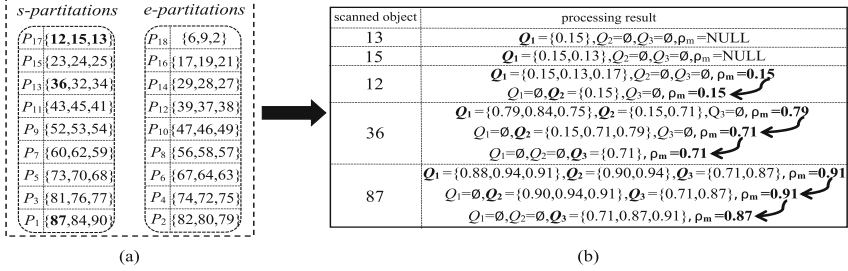 s-partitations e-partitations
P17 {12,15,13} P18 {6,9,2}
P15 {23,24,25} P16 {17,19,21}
P13 {36,32,34} P14 {29,28,27}
P11 {43,45,41} P12 {39,37,38}
P9 {52,53,54} P10 {47,46,49}
P7 {60,62,59} P8 {56,58,57}
P5 {73,70,68} P6 {67,64,63}
P3 {81,76,77} P4 {74,72,75}
P1 {87,84,90} P2 {82,80,79}
(a)
scanned object processing result
13 Q1={0.15},Q2=∅,Q3=∅,ρm=NULL
15 Q1={0.15,0.13},Q2=∅,Q3=∅,ρm=NULL
12 Q1={0.15,0.13,0.17},Q2=∅,Q3=∅,ρm=0.15
Q1=∅,Q2={0.15},Q3=∅,ρm=0.15
36 Q1={0.79,0.84,0.75},Q2={0.15,0.71},Q3=∅,ρm=0.79
Q1=∅,Q2={0.15,0.71,0.79},Q3=∅,ρm=0.71
Q1=∅,Q2=∅,Q3={0.71},ρm=0.71
87 Q1={0.88,0.94,0.91},Q2={0.90,0.94},Q3={0.71,0.87},ρm=0.91
Q1=∅,Q2={0.90,0.94,0.91},Q3={0.71,0.87},ρm=0.91
Q1=∅,Q2=∅,Q3={0.71,0.87,0.91},ρm=0.87
(b)